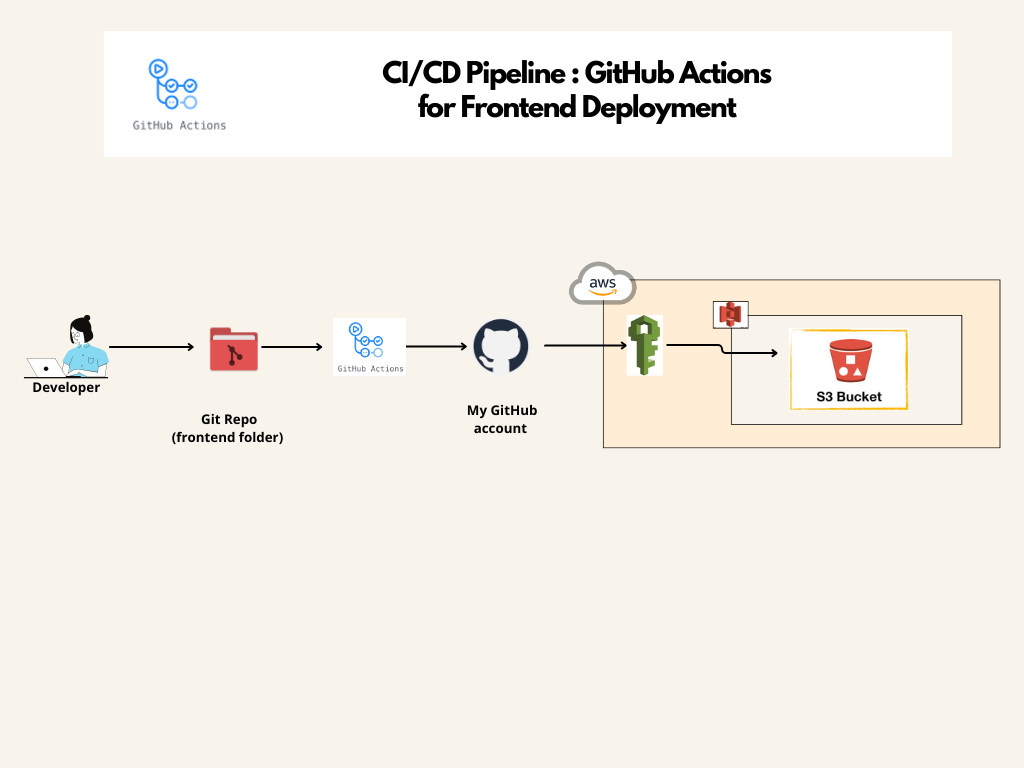 CI/CD Pipeline : GitHub Actions
for Frontend Deployment
GitHub Actions
aws
GitHub Actions
Developer
S3 Bucket
Git Repo
(frontend folder)
My GitHub
account